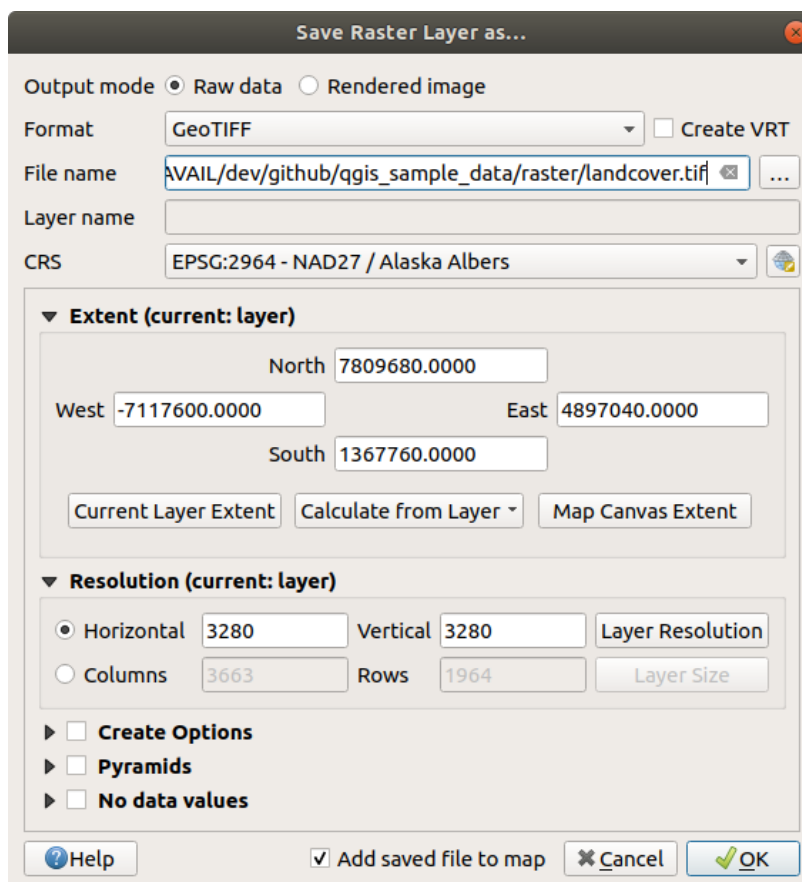 Save Raster Layer as...
Output mode Raw data Rendered image
Format GeoTIFF Create VRT
File name AVAIL/dev/github/qgis_sample_data/raster/landcover.tif ...
Layer name
CRS EPSG:2964 - NAD27 / Alaska Albers
Extent (current: layer)
North 7809680.0000
West -7117600.0000 East 4897040.0000
South 1367760.0000
Current Layer Extent Calculate from Layer Map Canvas Extent
Resolution (current: layer)
Horizontal 3280 Vertical 3280 Layer Resolution
Columns 3663 Rows 1964 Layer Size
Create Options
Pyramids
No data values
Help Add saved file to map Cancel OK